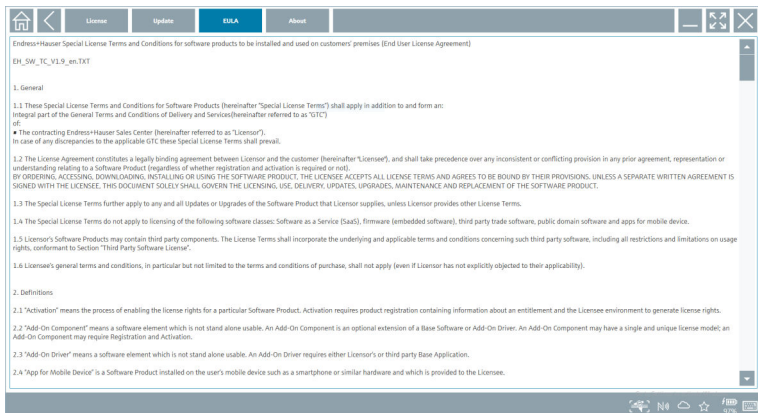 License
Update
EULA
About
Endress+Hauser Special License Terms and Conditions for software products to be installed and used on customers' premises (End User License Agreement)
EH_SW_TC_V1.9_en.TXT
1. General
1.1 These Special License Terms and Conditions for Software Products (hereinafter "Special License Terms") shall apply in addition to and form an:
Integral part of the General Terms and Conditions of Delivery and Services(hereinafter referred to as "GTC")
of:
▪ The contracting Endress+Hauser Sales Center (hereinafter referred to as "Licensor").
In case of any discrepancies to the applicable GTC these Special License Terms shall prevail.
1.2 The License Agreement constitutes a legally binding agreement between Licensor and the customer (hereinafter "Licensee"), and shall take precedence over any inconsistent or conflicting provision in any prior agreement, representation or
understanding relating to a Software Product (regardless of whether registration and activation is required or not).
BY ORDERING, ACCESSING, DOWNLOADING, INSTALLING OR USING THE SOFTWARE PRODUCT, THE LICENSEE ACCEPTS ALL LICENSE TERMS AND AGREES TO BE BOUND BY THEIR PROVISIONS. UNLESS A SEPARATE WRITTEN AGREEMENT IS
SIGNED WITH THE LICENSEE, THIS DOCUMENT SOLELY SHALL GOVERN THE LICENSING, USE, DELIVERY, UPDATES, UPGRADES, MAINTENANCE AND REPLACEMENT OF THE SOFTWARE PRODUCT.
1.3 The Special License Terms further apply to any and all Updates or Upgrades of the Software Product that Licensor supplies, unless Licensor provides other License Terms.
1.4 The Special License Terms do not apply to licensing of the following software classes: Software as a Service (SaaS), firmware (embedded software), third party trade software, public domain software and apps for mobile device.
1.5 Licensor's Software Products may contain third party components. The License Terms shall incorporate the underlying and applicable terms and conditions concerning such third party software, including all restrictions and limitations on usage
rights, conformant to Section "Third Party Software License".
1.6 Licensee's general terms and conditions, in particular but not limited to the terms and conditions of purchase, shall not apply (even if Licensor has not explicitly objected to their applicability).
2. Definitions
2.1 "Activation" means the process of enabling the license rights for a particular Software Product. Activation requires product registration containing information about an entitlement and the Licensee environment to generate license rights.
2.2 "Add-On Component" means a software element which is not stand alone usable. An Add-On Component is an optional extension of a Base Software or Add-On Driver. An Add-On Component may have a single and unique license model; an
Add-On Component may require Registration and Activation.
2.3 "Add-On Driver" means a software element which is not stand alone usable. An Add-On Driver requires either Licensor's or third party Base Application.
2.4 "App for Mobile Device" is a Software Product installed on the user's mobile device such as a smartphone or similar hardware and which is provided to the Licensee.
97%